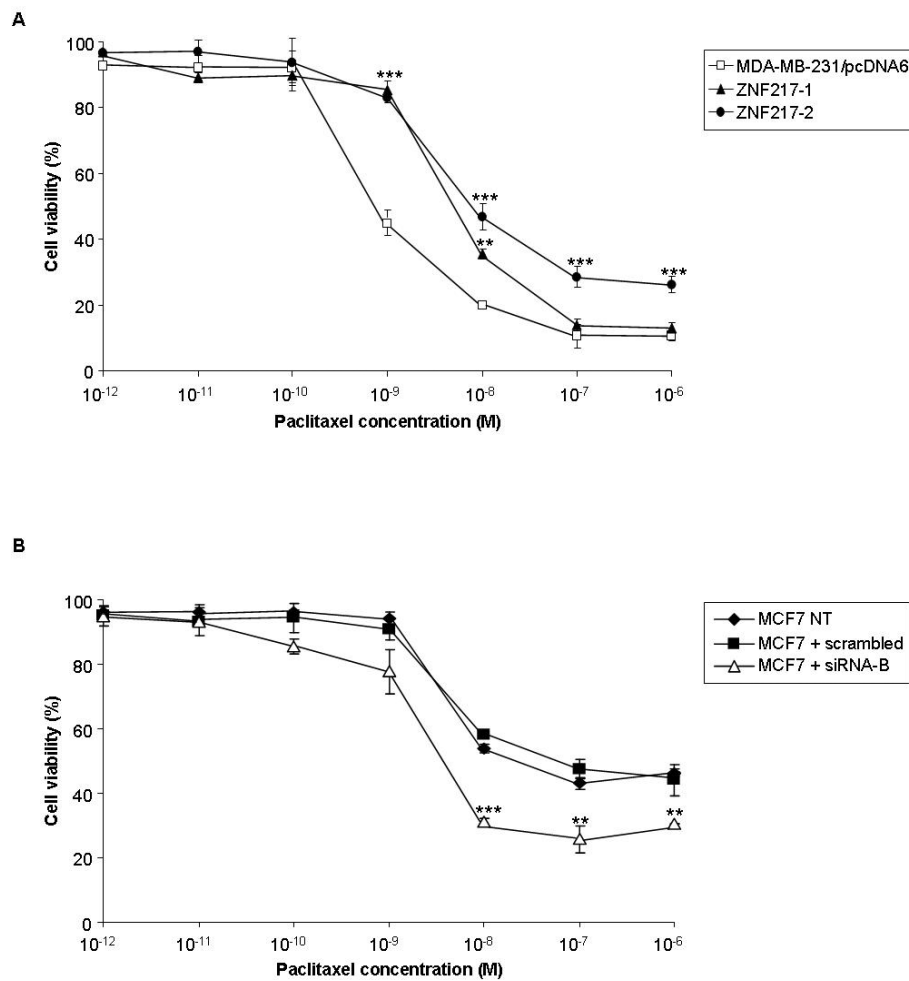 A
100
80
60
40
20
0
Cell viability (%)
10-12 10-11 10-10 10-9 10-8 10-7 10-6
Paclitaxel concentration (M)
***
***
**
***
***
MDA-MB-231/pcDNA6
ZNF217-1
ZNF217-2
B
100
80
60
40
20
0
Cell viability (%)
10-12 10-11 10-10 10-9 10-8 10-7 10-6
Paclitaxel concentration (M)
***
**
**
MCF7 NT
MCF7 + scrambled
MCF7 + siRNA-B